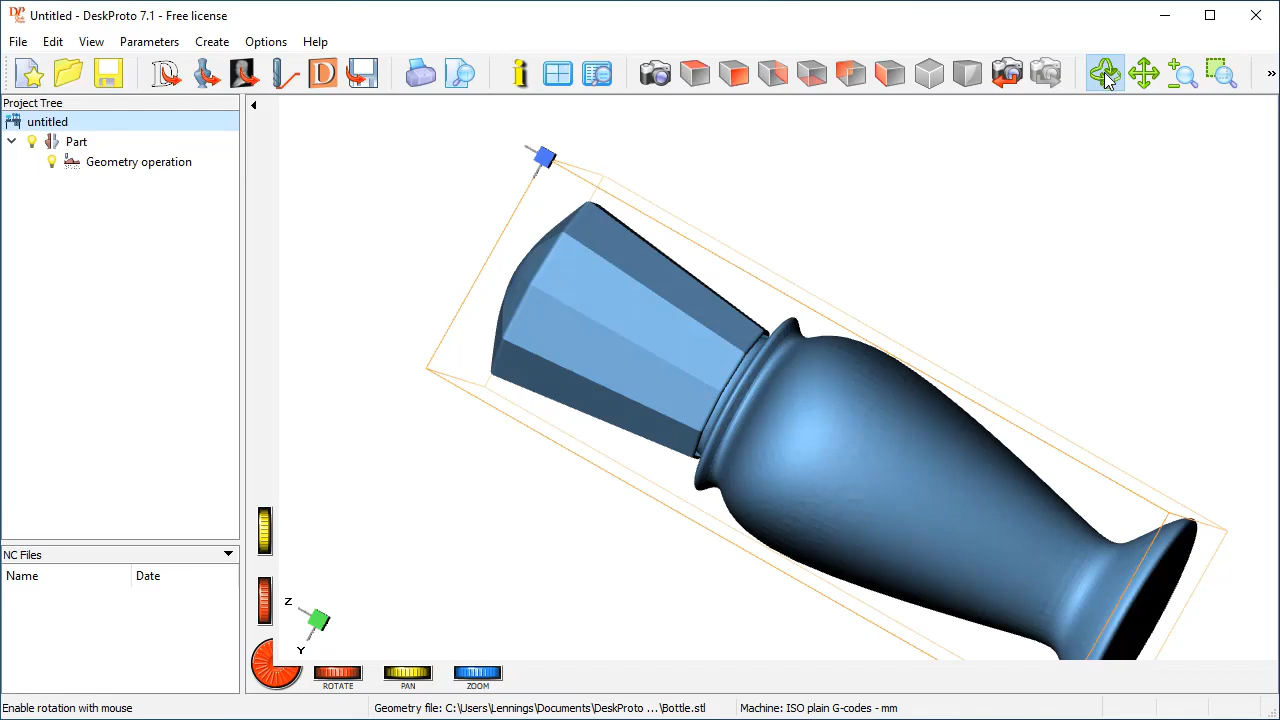 Untitled - DeskProto 7.1 - Free license
File Edit View Parameters Create Options Help
Project Tree
untitled
Part
Geometry operation
NC Files
Name Date
Z
Y
ROTATE PAN ZOOM
Enable rotation with mouse Geometry file: C:\Users\Lennings\Documents\DeskProto ...\Bottle.stl Machine: ISO plain G-codes - mm